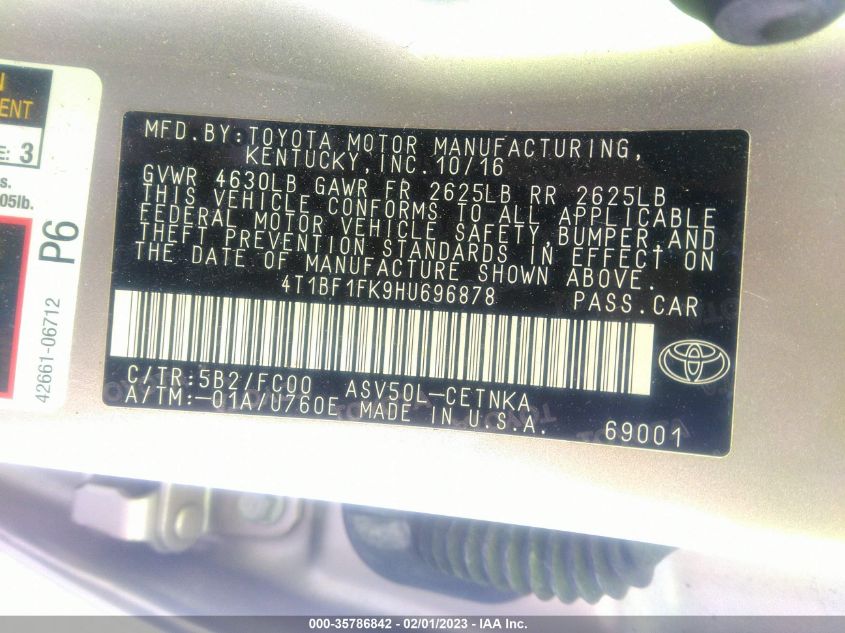 MFD.BY:TOYOTA MOTOR MANUFACTURING,
KENTUCKY,INC.10/16
GVWR 4630LB GAWR FR 2625LB RR 2625LB
THIS VEHICLE CONFORMS TO ALL APPLICABLE
FEDERAL MOTOR VEHICLE SAFETY,BUMPER,AND
THEFT PREVENTION STANDARDS IN EFFECT ON
THE DATE OF MANUFACTURE SHOWN ABOVE.
4T1BF1FK9HU696878 PASS.CAR
C/TR:5B2/FC00 ASV50L-CETNKA
A/TM:-01A/U760E MADE IN U.S.A. 69001
ENT
E: 3
s.
05lb.
P6
42661-06712
000-35786842 - 02/01/2023 - IAA Inc.